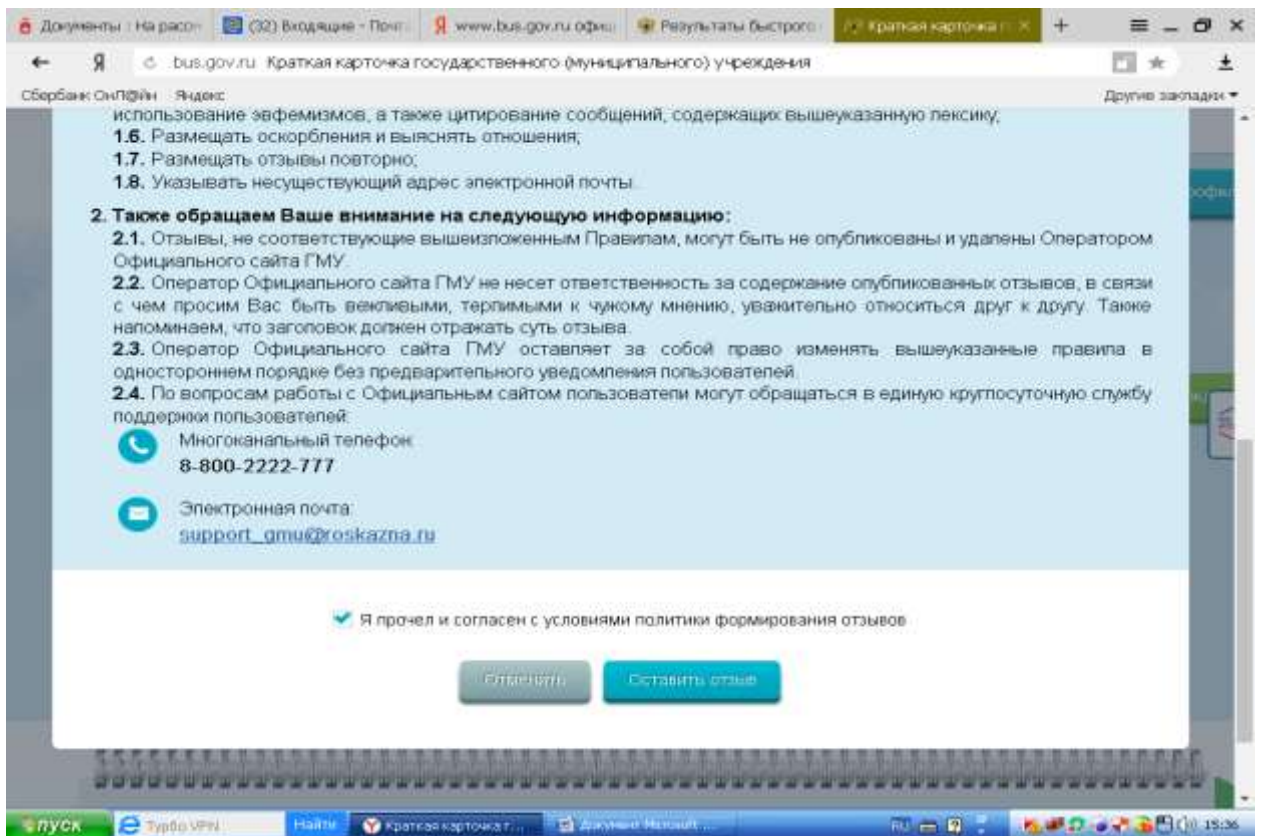 Документы : На расо
(32) Входящие - Почт
www.bus.gov.ru офиц
Результаты быстрого
Краткая карточка г
bus.gov.ru Краткая карточка государственного (муниципального) учреждения
Сбербанк ОнЛ@йн Яндекс
Другие закладки
использование эвфемизмов, а также цитирование сообщений, содержащих вышеуказанную лексику;
1.6. Размещать оскорбления и выяснять отношения;
1.7. Размещать отзывы повторно;
1.8. Указывать несуществующий адрес электронной почты.
2. Также обращаем Ваше внимание на следующую информацию:
2.1. Отзывы, не соответствующие вышеизложенным Правилам, могут быть не опубликованы и удалены Оператором
Официального сайта ГМУ.
2.2. Оператор Официального сайта ГМУ не несет ответственность за содержание опубликованных отзывов, в связи
с чем просим Вас быть вежливыми, терпимыми к чужому мнению, уважительно относиться друг к другу. Также
напоминаем, что заголовок должен отражать суть отзыва.
2.3. Оператор Официального сайта ГМУ оставляет за собой право изменять вышеуказанные правила в
одностороннем порядке без предварительного уведомления пользователей.
2.4. По вопросам работы с Официальным сайтом пользователи могут обращаться в единую круглосуточную службу
поддержки пользователей:
Многоканальный телефон:
8-800-2222-777
Электронная почта:
support_gmu@roskazna.ru
Я прочел и согласен с условиями политики формирования отзывов
Отменить
Оставить отзыв
пуск
Турбо VPN
Найти
Краткая карточка г...
Документ Microsoft ...
RU
15:36